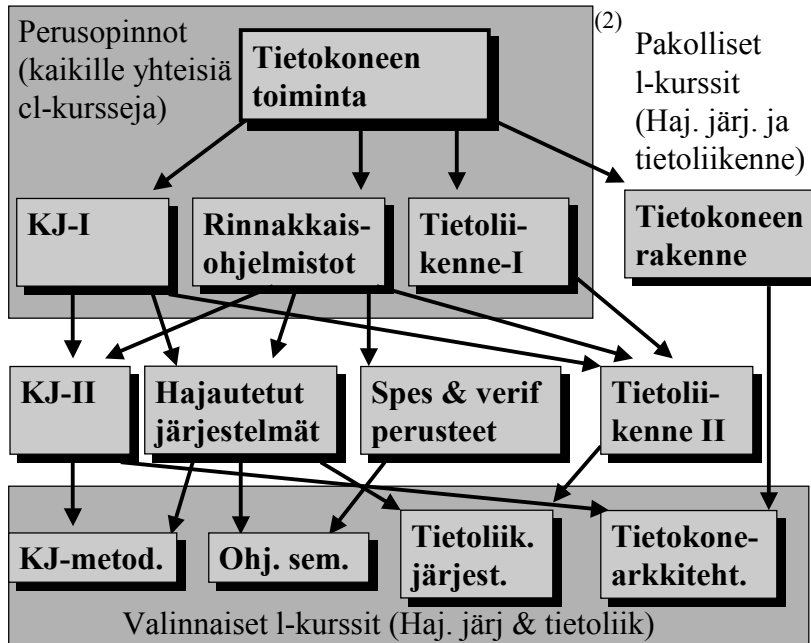 Perusopinnot
(kaikille yhteisiä
cl-kursseja)
(2)
Tietokoneen
toiminta
Pakolliset
l-kurssit
(Haj. järj. ja
tietoliikenne)
KJ-I
Rinnakkais-
ohjelmistot
Tietolii-
kenne-I
Tietokoneen
rakenne
KJ-II
Hajautetut
järjestelmät
Spes & verif
perusteet
Tietolii-
kenne II
KJ-metod.
Ohj. sem.
Tietoliik.
järjest.
Tietokone-
arkkiteht.
Valinnaiset l-kurssit (Haj. järj & tietoliik)